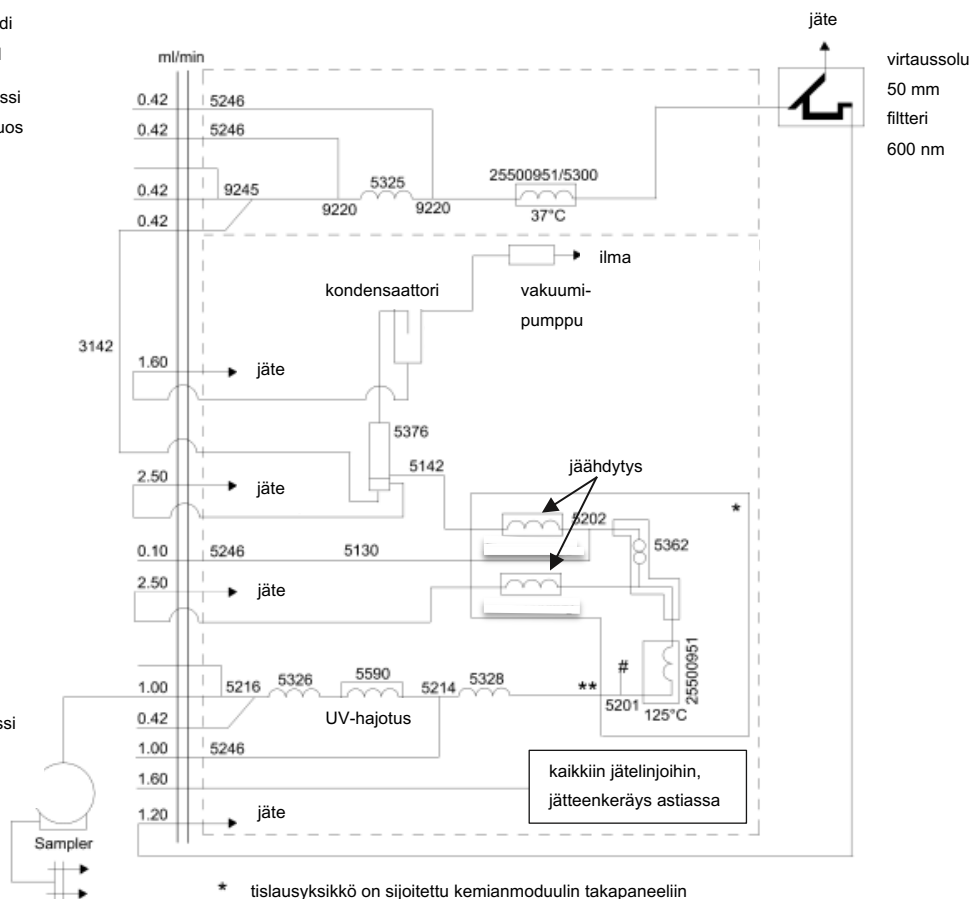 jäte
di
ml/min
virtaussolu
50 mm
filtteri
600 nm
ssi
uos
0.42 5246
0.42 5246
5325 25500951/5300
0.42 9245 9220 9220 37°C
0.42
ilma
kondensaattori vakuumi-
pumppu
3142
1.60 jäte
5376
5142
jäähdytys
2.50 jäte
*
5202
5362
0.10 5246 5130
2.50 jäte
25500951
#
5326 5590 5214 5328
1.00 5216 **
5201
125°C
UV-hajotus
ssi
0.42
1.00 5246
kaikkiin jätelinjoihin,
jätteenkeräys astiassa
1.60
1.20 jäte
Sampler
* tislausyksikkö on sijoitettu kemianmoduulin takapaneeliin